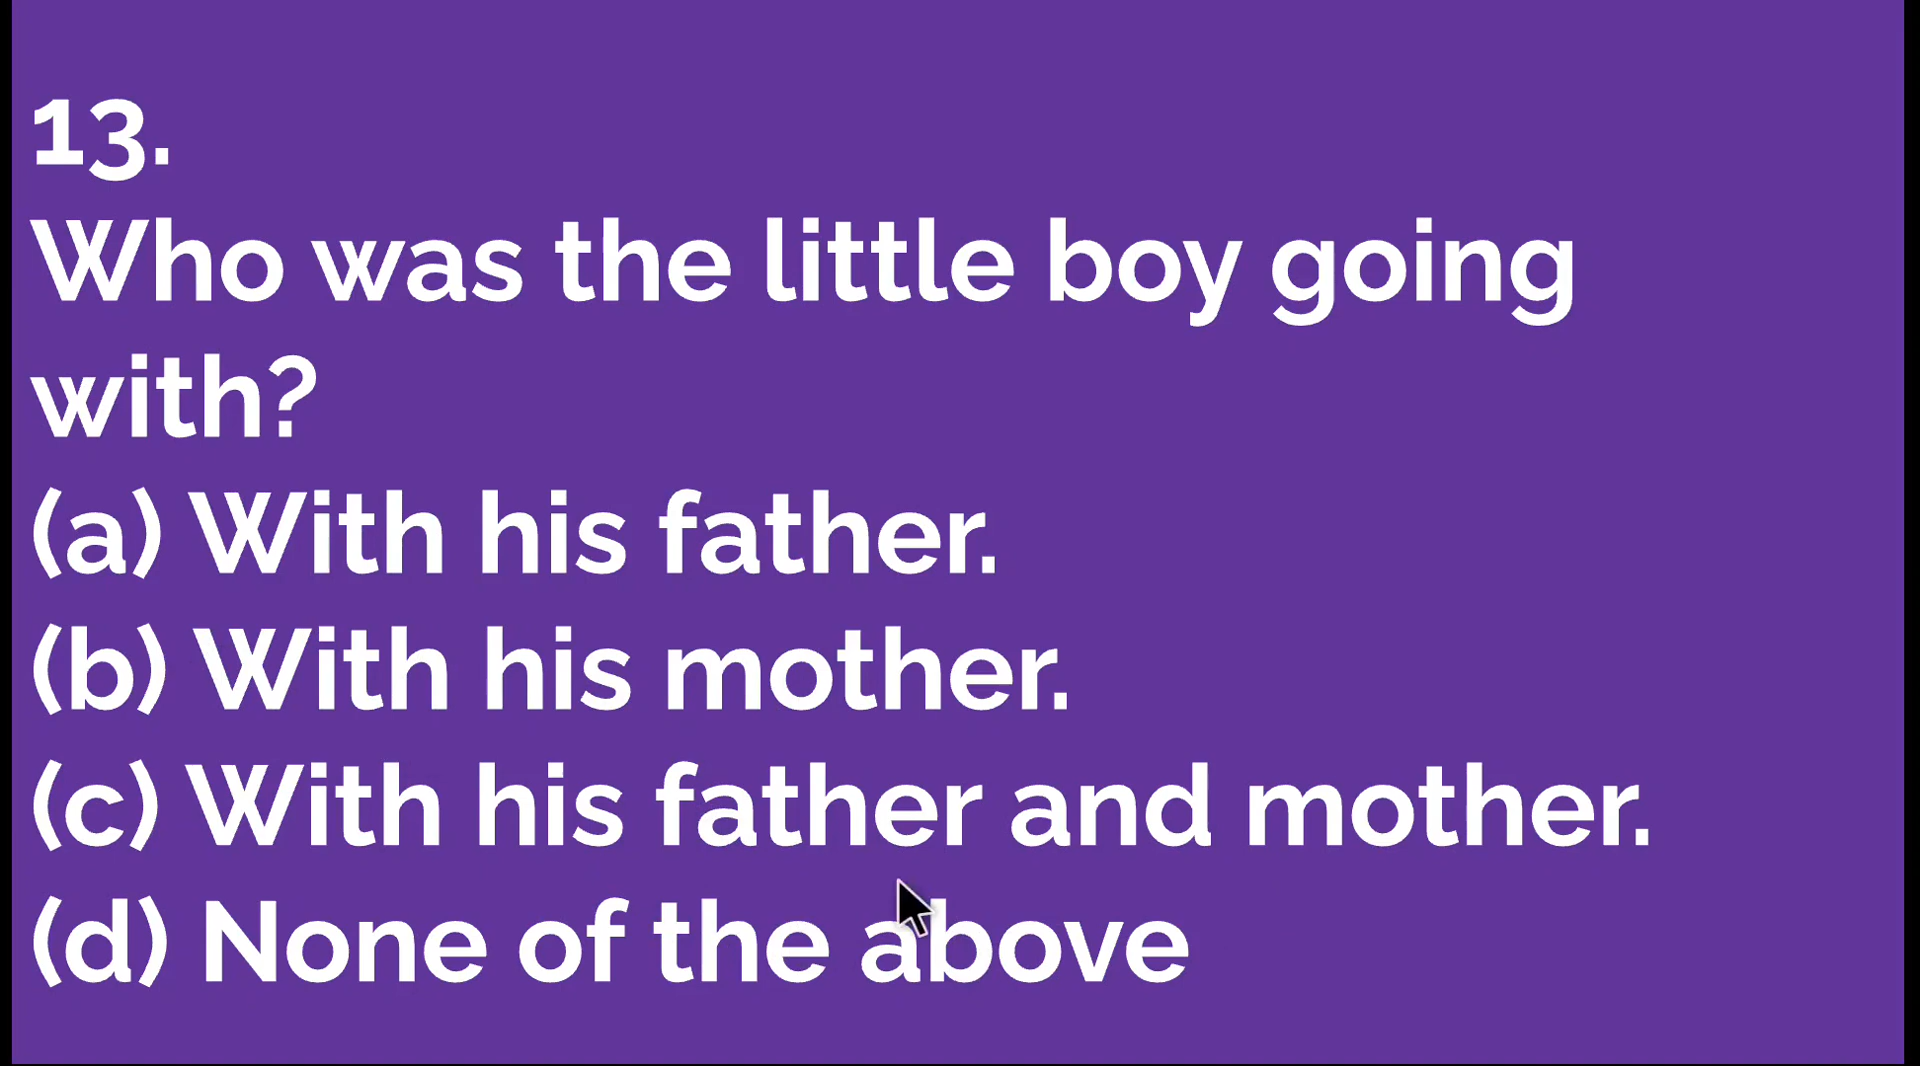 13.
Who was the little boy going
with?
(a) With his father.
(b) With his mother.
(c) With his father and mother.
(d) None of the above